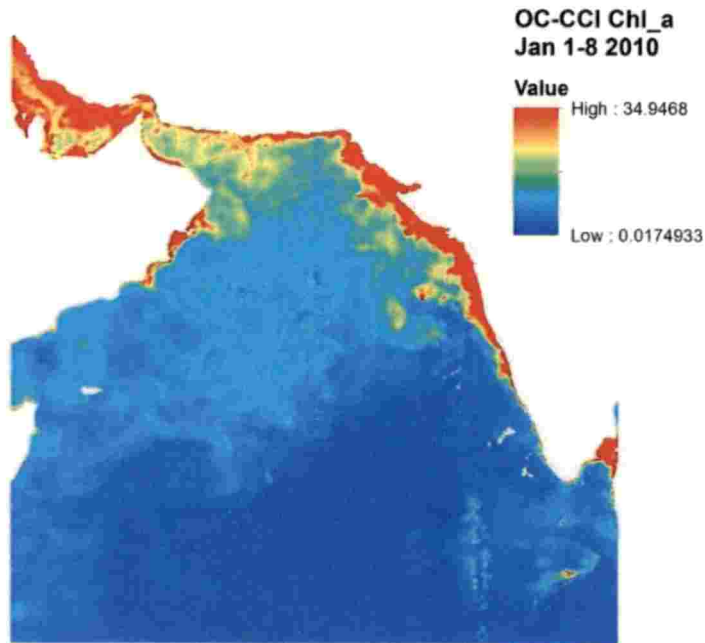 OC-CCI Chl_a
Jan 1-8 2010
Value
High : 34.9468
Low : 0.0174933